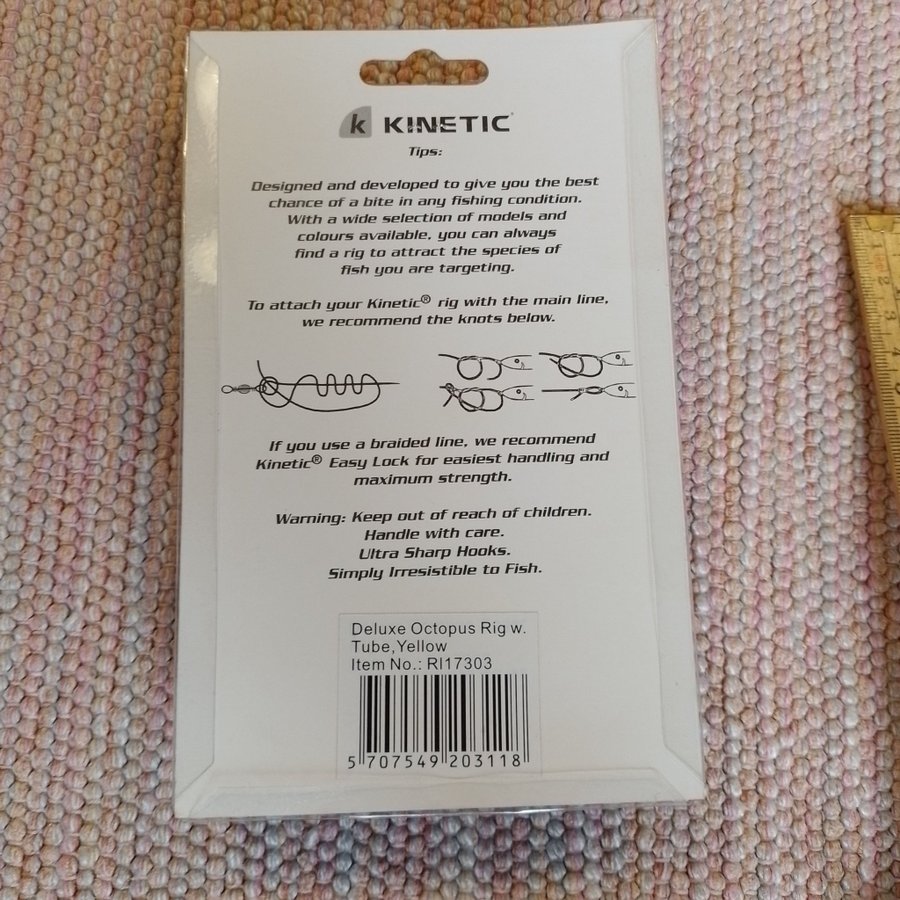 k KINETIC
Tips:
Designed and developed to give you the best
chance of a bite in any fishing condition.
With a wide selection of models and
colours available, you can always
find a rig to attract the species of
fish you are targeting.
To attach your Kinetic® rig with the main line,
we recommend the knots below.
If you use a braided line, we recommend
Kinetic® Easy Lock for easiest handling and
maximum strength.
Warning: Keep out of reach of children.
Handle with care.
Ultra Sharp Hooks.
Simply Irresistible to Fish.
Deluxe Octopus Rig w.
Tube,Yellow
Item No.: RI17303
5 707549 203118